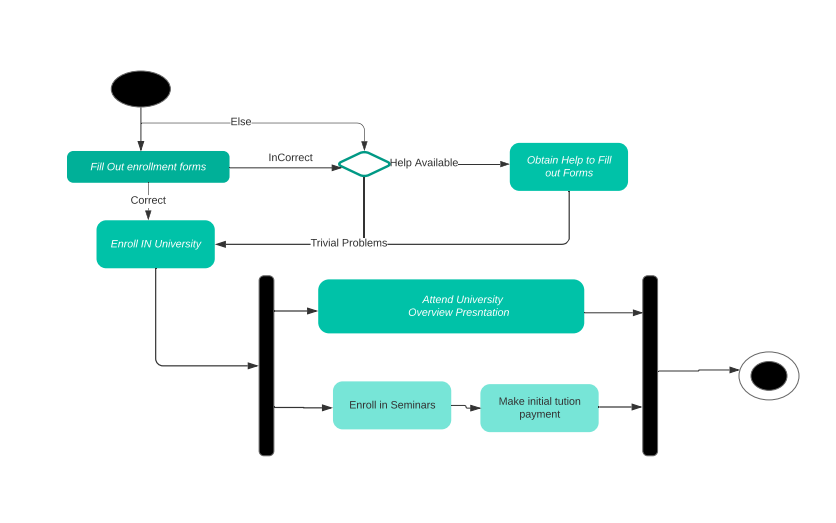 Else
Fill Out enrollment forms
InCorrect
Help Available
Obtain Help to Fill
out Forms
Correct
Enroll IN University
Trivial Problems
Attend University
Overview Presntation
Enroll in Seminars
Make initial tution
payment